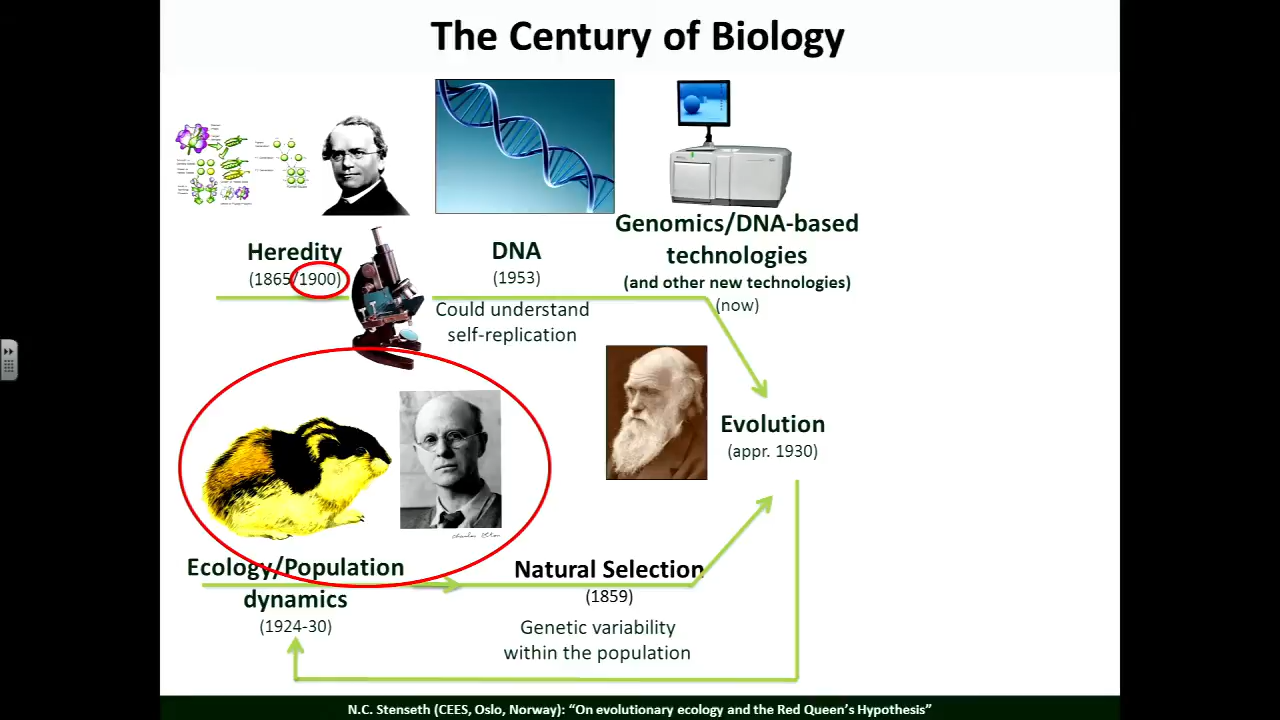 The Century of Biology
Heredity
(1865/1900)
DNA
(1953)
Could understand
self-replication
Genomics/DNA-based
technologies
(and other new technologies)
(now)
Evolution
(appr. 1930)
Ecology/Population
dynamics
(1924-30)
Natural Selection
(1859)
Genetic variability
within the population
N.C. Stenseth (CEES, Oslo, Norway): “On evolutionary ecology and the Red Queen’s Hypothesis”